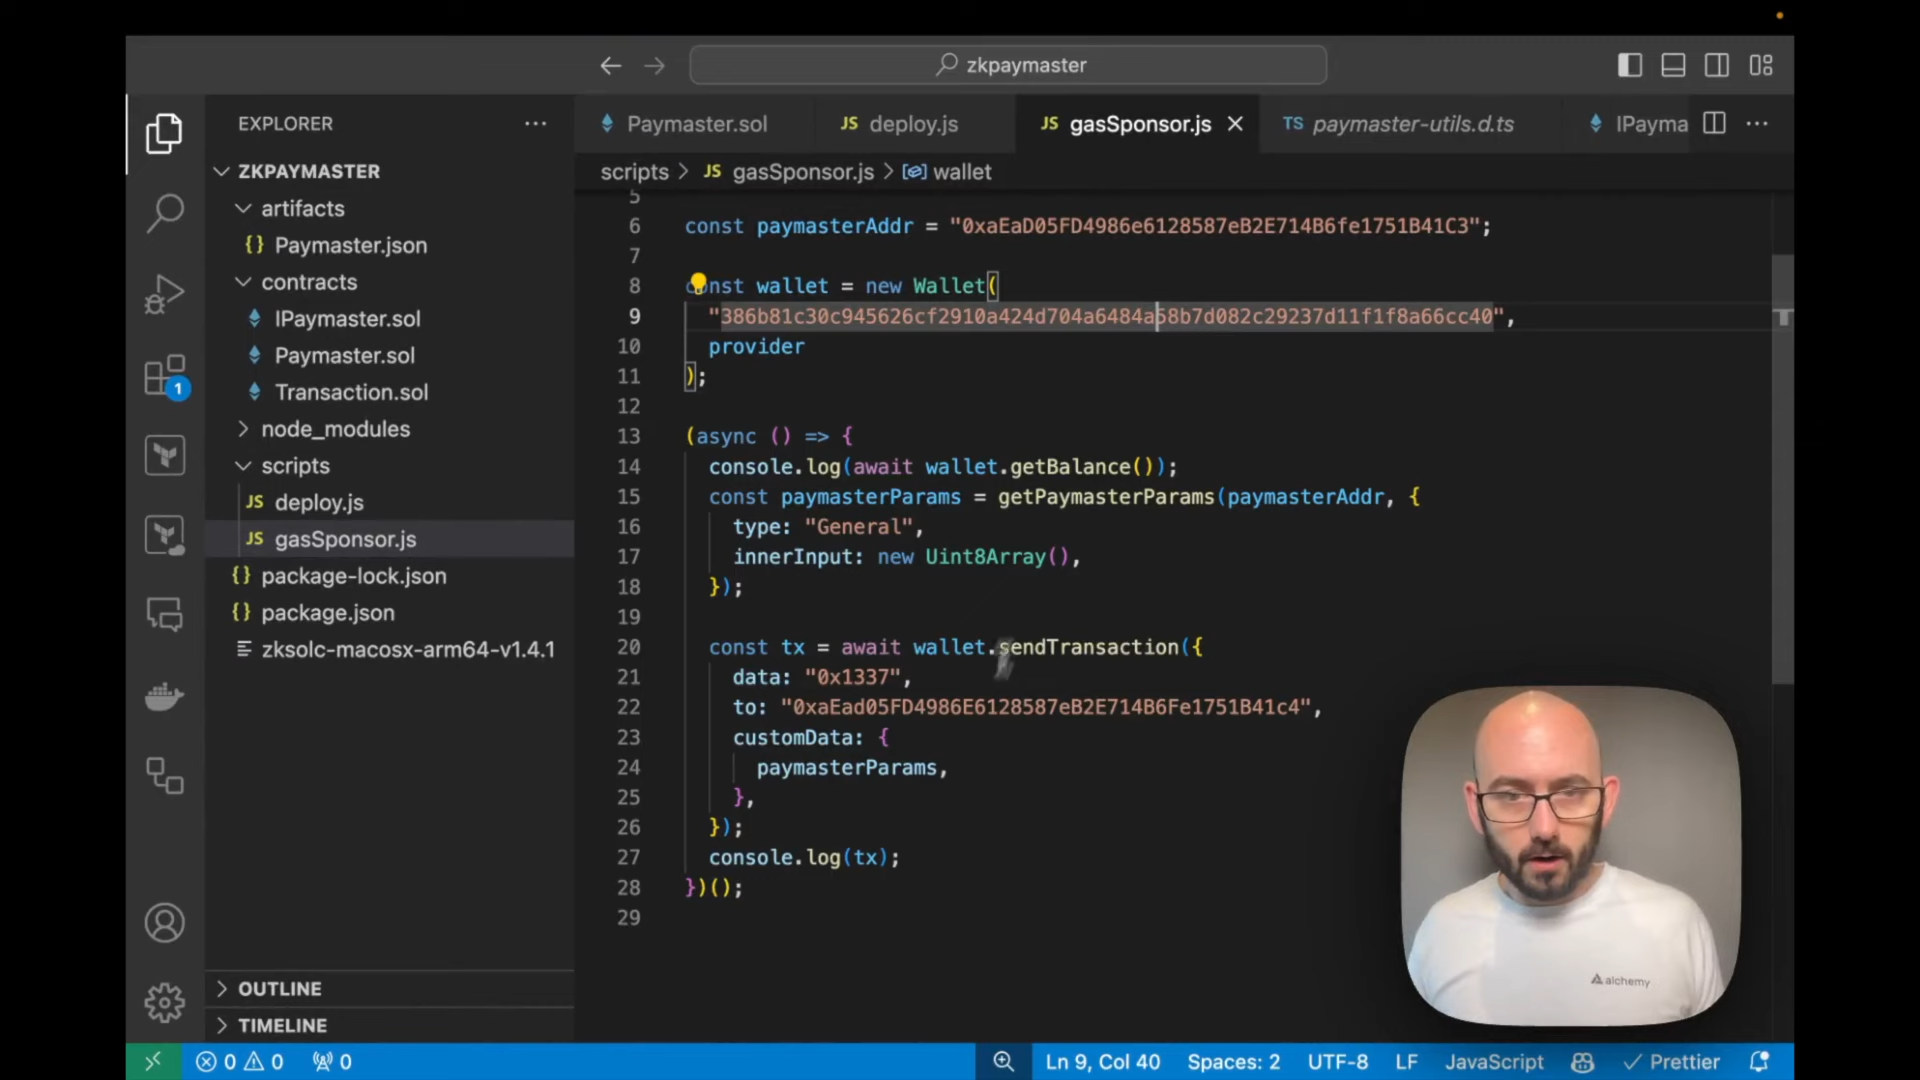 zkpaymaster
EXPLORER
Paymaster.sol
JS deploy.js
JS gasSponsor.js
TS paymaster-utils.d.ts
IPayma
ZKPAYMASTER
scripts > JS gasSponsor.js > wallet
artifacts
{} Paymaster.json
contracts
IPaymaster.sol
Paymaster.sol
Transaction.sol
node_modules
scripts
JS deploy.js
JS gasSponsor.js
{} package-lock.json
{} package.json
zksolc-macosx-arm64-v1.4.1
OUTLINE
TIMELINE
1
5
6 const paymasterAddr = "0xaEaD05FD4986e6128587eB2E714B6fe1751B41C3";
7
8 const wallet = new Wallet(
9 "386b81c30c945626cf2910a424d704a6484a58b7d082c29237d11f1f8a66cc40",
10 provider
11 );
12
13 (async () => {
14 console.log(await wallet.getBalance());
15 const paymasterParams = getPaymasterParams(paymasterAddr, {
16 type: "General",
17 innerInput: new Uint8Array(),
18 });
19
20 const tx = await wallet.sendTransaction({
21 data: "0x1337",
22 to: "0xaEad05FD4986E6128587eB2E714B6Fe1751B41c4",
23 customData: {
24 paymasterParams,
25 },
26 });
27 console.log(tx);
28 })();
29
alchemy
0 0 0 Ln 9, Col 40 Spaces: 2 UTF-8 LF JavaScript Prettier